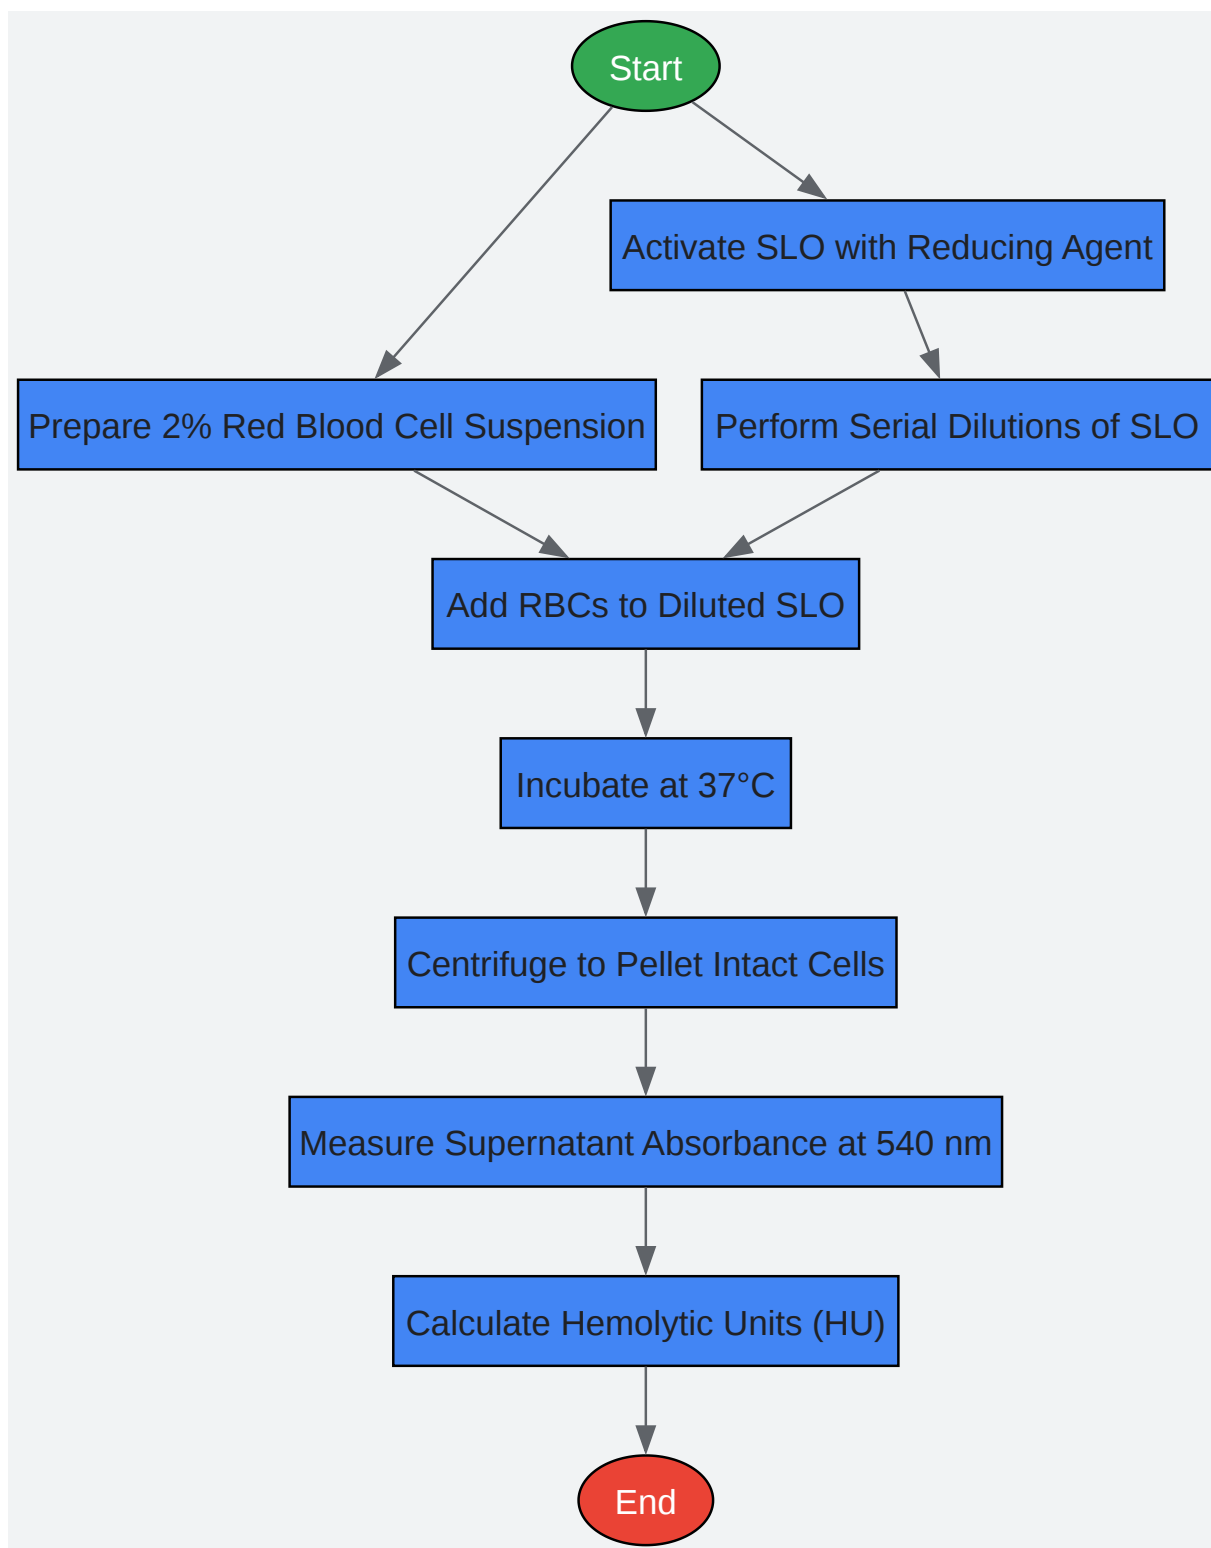 Start
Activate SLO with Reducing Agent
Prepare 2% Red Blood Cell Suspension
Perform Serial Dilutions of SLO
Add RBCs to Diluted SLO
Incubate at 37°C
Centrifuge to Pellet Intact Cells
Measure Supernatant Absorbance at 540 nm
Calculate Hemolytic Units (HU)
End